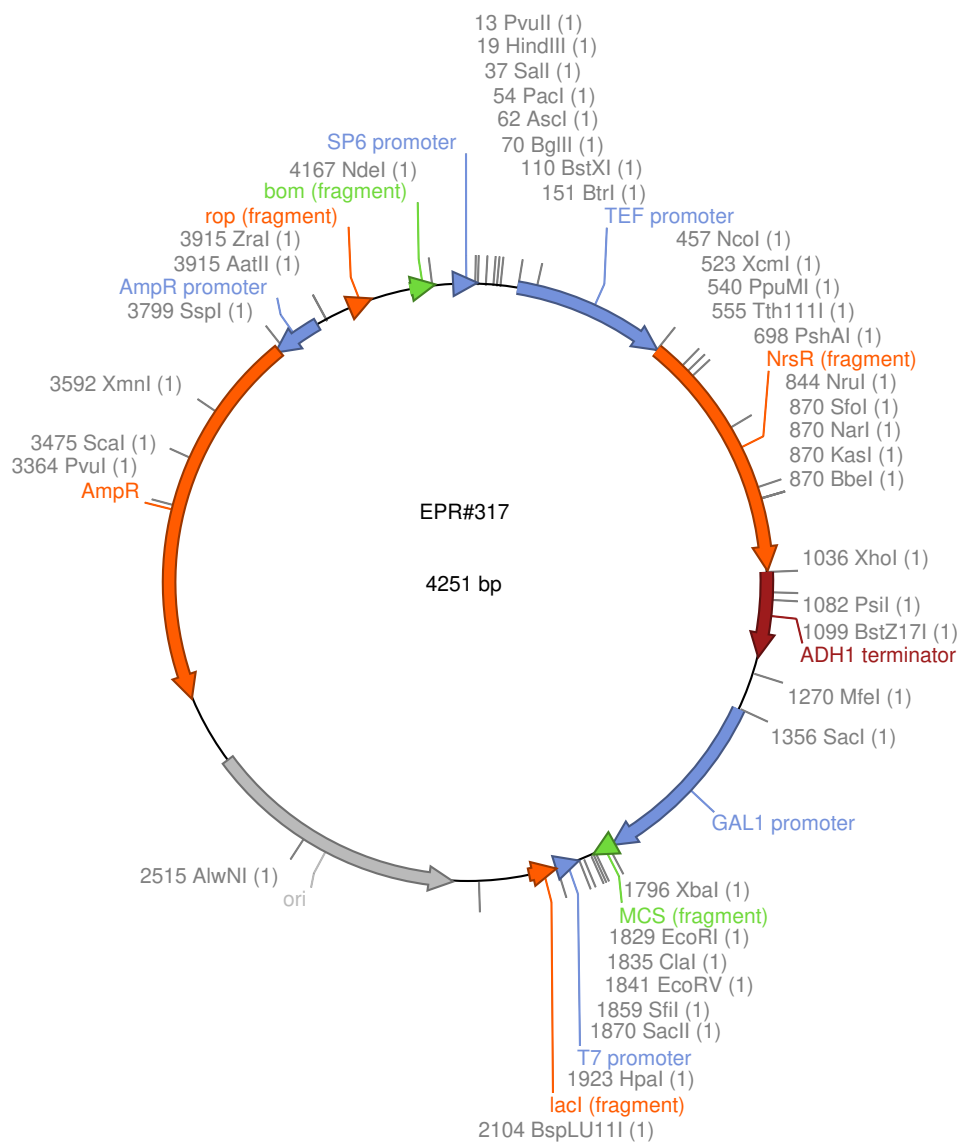 13 PvuII (1)
19 HindIII (1)
37 SalI (1)
54 PacI (1)
62 AscI (1)
70 BglII (1)
110 BstXI (1)
151 BtrI (1)
TEF promoter
457 NcoI (1)
523 XcmI (1)
540 PpuMI (1)
555 Tth111I (1)
698 PshAI (1)
NrsR (fragment)
844 NruI (1)
870 SfoI (1)
870 NarI (1)
870 KasI (1)
870 BbeI (1)
1036 XhoI (1)
1082 PsiI (1)
1099 BstZ17I (1)
ADH1 terminator
1270 MfeI (1)
1356 SacI (1)
GAL1 promoter
1796 XbaI (1)
MCS (fragment)
1829 EcoRI (1)
1835 ClaI (1)
1841 EcoRV (1)
1859 SfiI (1)
1870 SacII (1)
T7 promoter
1923 HpaI (1)
lacI (fragment)
2104 BspLU11I (1)
ori
2515 AlwNI (1)
AmpR
3364 PvuI (1)
3475 ScaI (1)
3592 XmnI (1)
3799 SspI (1)
AmpR promoter
3915 AatII (1)
3915 ZraI (1)
rop (fragment)
bom (fragment)
4167 NdeI (1)
SP6 promoter
EPR#317
4251 bp